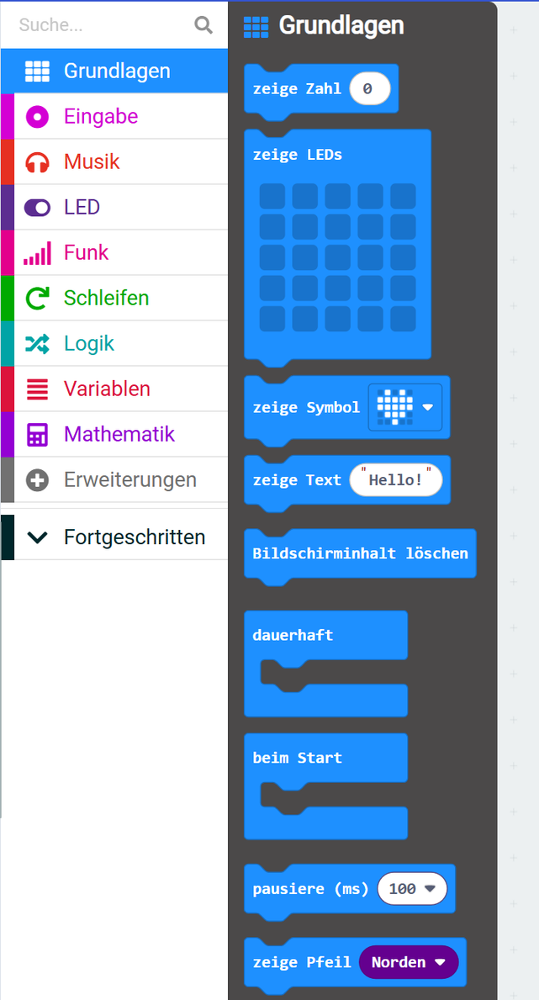 Suche...
Grundlagen
Eingabe
Musik
LED
Funk
Schleifen
Logik
Variablen
Mathematik
Erweiterungen
Fortgeschritten
Grundlagen
zeige Zahl 0
zeige LEDs
zeige Symbol
zeige Text "Hello!"
Bildschirminhalt löschen
dauerhaft
beim Start
pausiere (ms) 100
zeige Pfeil Norden